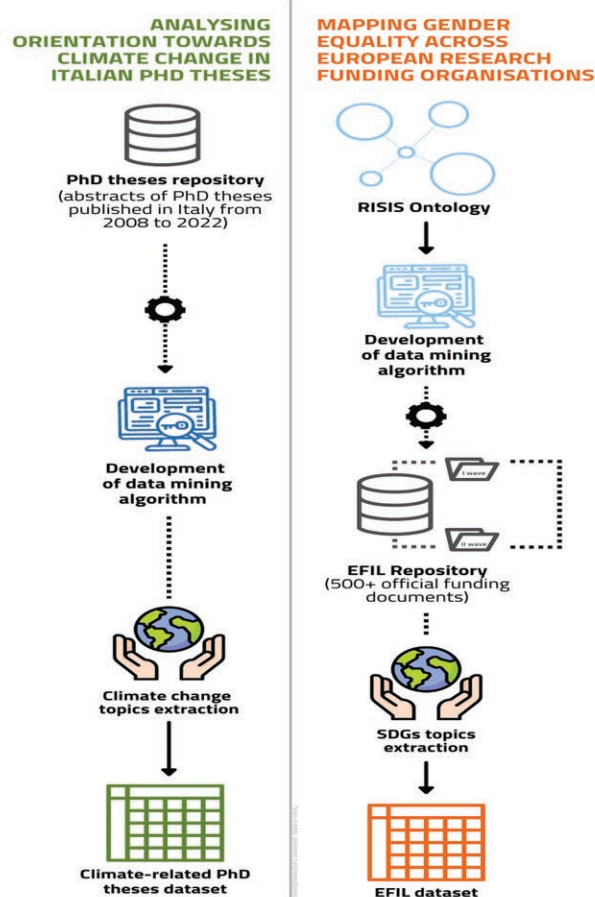 ANALYSING
ORIENTATION TOWARDS
CLIMATE CHANGE IN
ITALIAN PHD THESES
PhD theses repository
(abstracts of PhD theses
published in Italy from
2008 to 2022)
Development
of data mining
algorithm
Climate change
topics extraction
Climate-related PhD
theses dataset
MAPPING GENDER
EQUALITY ACROSS
EUROPEAN RESEARCH
FUNDING ORGANISATIONS
RISIS Ontology
Development
of data mining
algorithm
I wave
II wave
EFIL Repository
(500+ official funding
documents)
SDGs topics
extraction
EFIL dataset